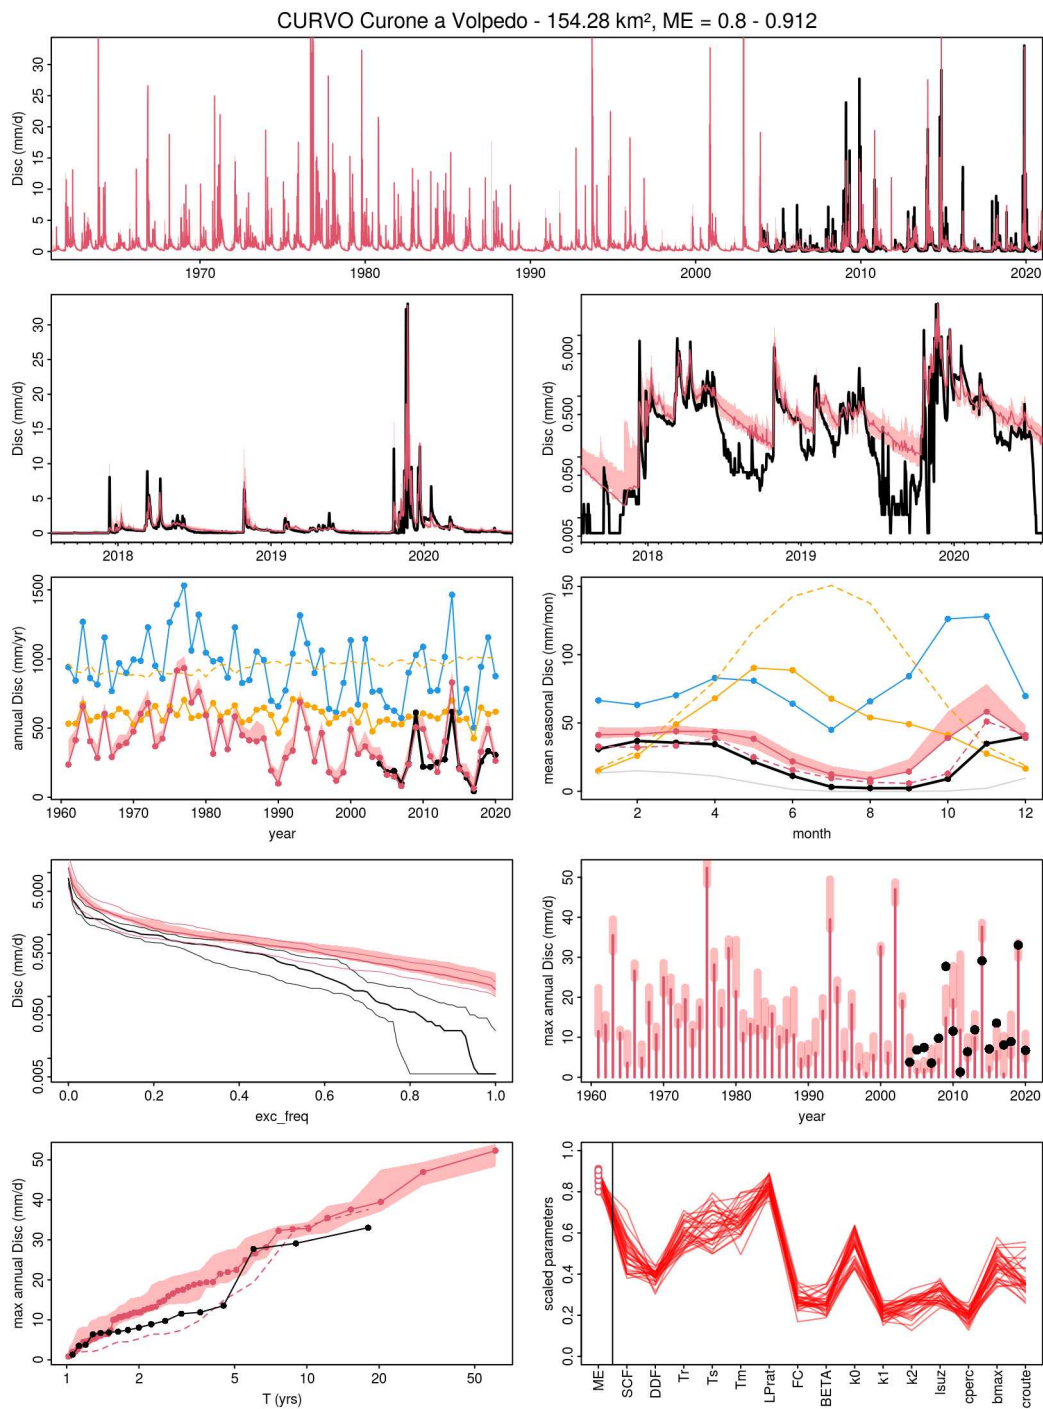 CURVO Curone a Volpedo - 154.28 km², ME = 0.8 - 0.912
Disc (mm/d)
0 5 10 15 20 25 30
1970 1980 1990 2000 2010 2020
Disc (mm/d)
0 5 10 15 20 25 30
2018 2019 2020
Disc (mm/d)
0.005 0.050 0.500 5.000
2018 2019 2020
annual Disc (mm/yr)
0 500 1000 1500
1960 1970 1980 1990 2000 2010 2020
year
mean seasonal Disc (mm/mon)
0 50 100 150
2 4 6 8 10 12
month
Disc (mm/d)
0.005 0.050 0.500 5.000
0.0 0.2 0.4 0.6 0.8 1.0
exc_freq
max annual Disc (mm/d)
0 10 20 30 40 50
1960 1970 1980 1990 2000 2010 2020
year
max annual Disc (mm/d)
0 10 20 30 40 50
1 2 5 10 20 50
T (yrs)
scaled parameters
0.0 0.2 0.4 0.6 0.8 1.0
ME SCF DDF Tr Ts Tm LPrat FC BETA k0 k1 k2 lsuz cperc bmax croute